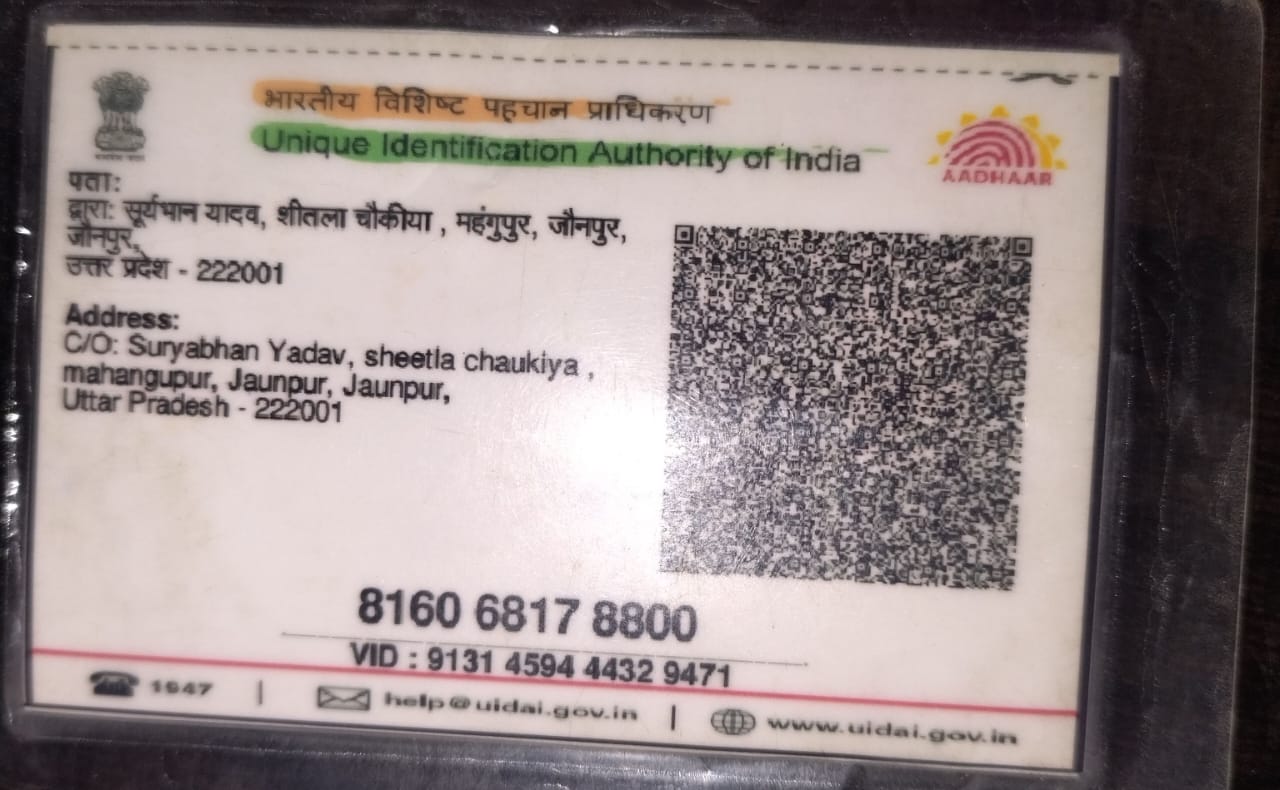 भारतीय विशिष्ट पहचान प्राधिकरण
Unique Identification Authority of India
AADHAAR
पता:
द्वारा: सूर्यभान यादव, शीतला चौकीया , महंगुपुर, जौनपुर,
जौनपुर,
उत्तर प्रदेश - 222001
Address:
C/O: Suryabhan Yadav, sheetla chaukiya ,
mahangupur, Jaunpur, Jaunpur,
Uttar Pradesh - 222001
8160 6817 8800
VID : 9131 4594 4432 9471
1947 | help@uidai.gov.in | www.uidai.gov.in